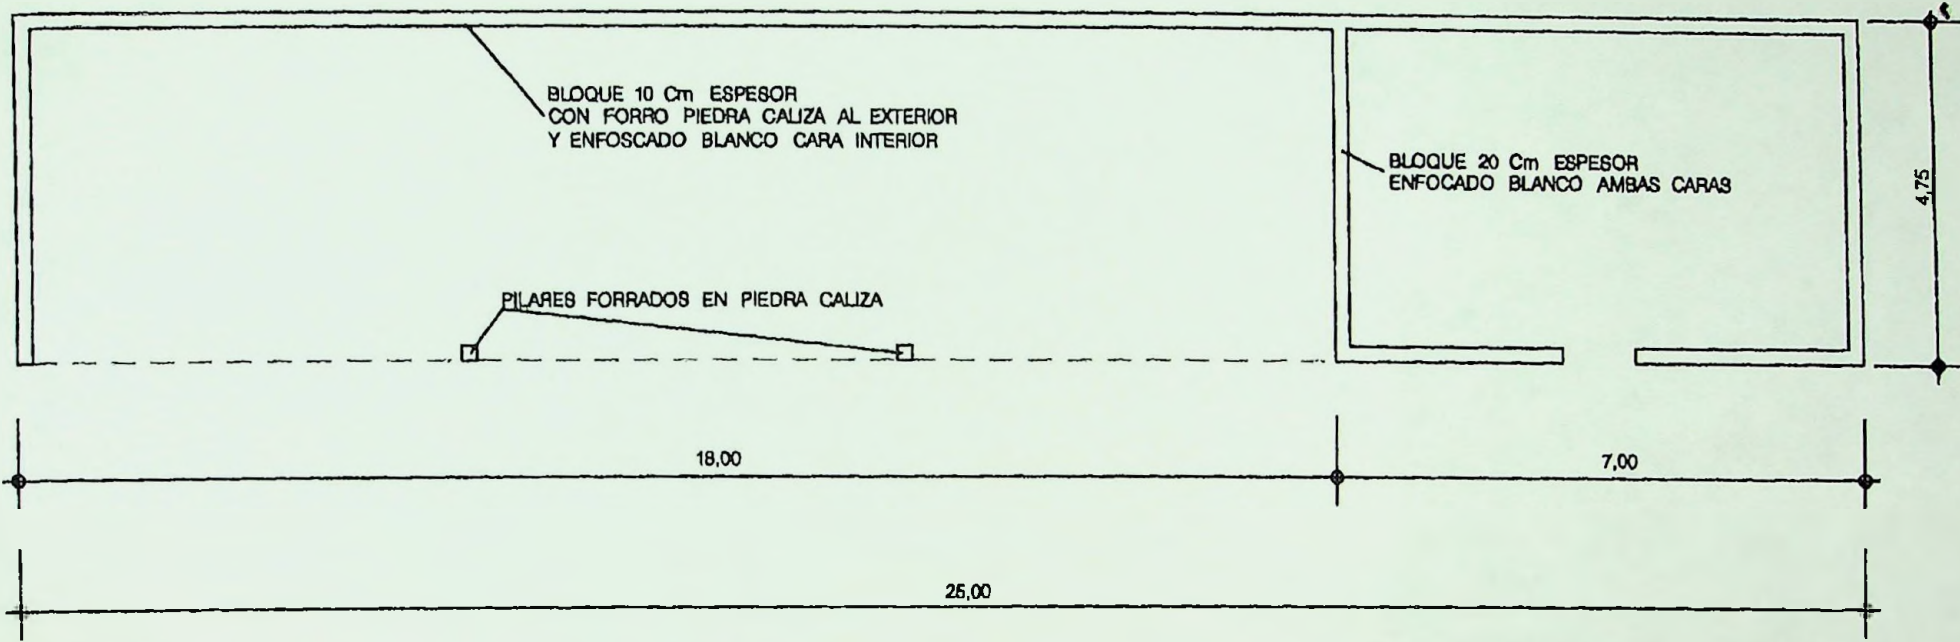 BLOQUE 10 Cm ESPESOR
CON FORRO PIEDRA CALIZA AL EXTERIOR
Y ENFOSCADO BLANCO CARA INTERIOR
BLOQUE 20 Cm ESPESOR
ENFOCADO BLANCO AMBAS CARAS
4,75
PILARES FORRADOS EN PIEDRA CALIZA
18,00
7,00
25,00